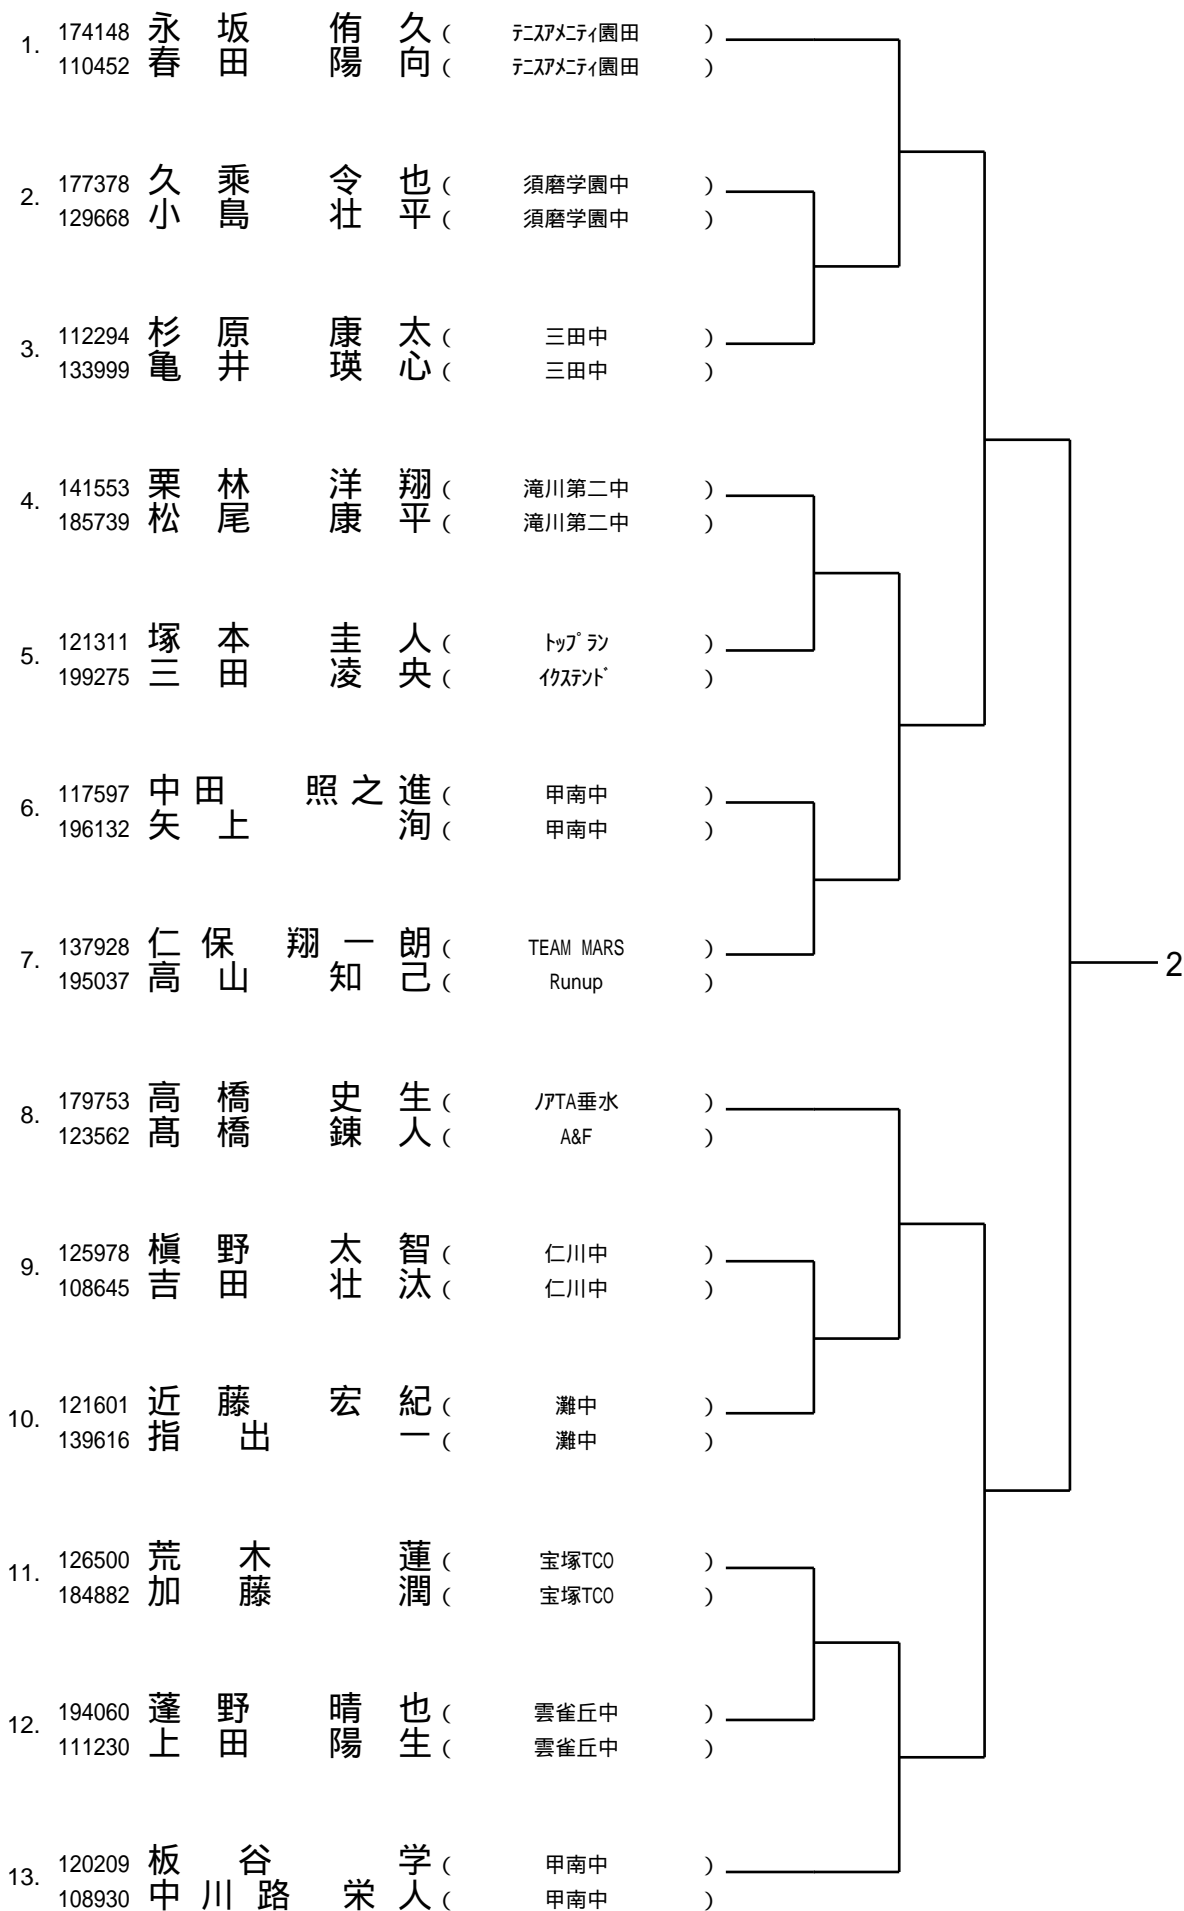 1. 174148 永坂 侑久 ( テニスアメニティ園田 )
110452 春田 陽向 ( テニスアメニティ園田 )
2. 177378 久乘 令也 ( 須磨学園中 )
129668 小島 壮平 ( 須磨学園中 )
3. 112294 杉原 康太 ( 三田中 )
133999 亀井 瑛心 ( 三田中 )
4. 141553 栗林 洋翔 ( 滝川第二中 )
185739 松尾 康平 ( 滝川第二中 )
5. 121311 塚本 圭人 ( トップラン )
199275 三田 凌央 ( イクステンド )
6. 117597 中田 照之進 ( 甲南中 )
196132 矢上 洵 ( 甲南中 )
7. 137928 仁保 翔一朗 ( TEAM MARS )
195037 高山 知己 ( Runup )
2
8. 179753 高橋 史生 ( ノアTA垂水 )
123562 髙橋 錬人 ( A&F )
9. 125978 槇野 太智 ( 仁川中 )
108645 吉田 壮汰 ( 仁川中 )
10. 121601 近藤 宏紀 ( 灘中 )
139616 指出 一 ( 灘中 )
11. 126500 荒木 蓮 ( 宝塚TCO )
184882 加藤 潤 ( 宝塚TCO )
12. 194060 蓬野 晴也 ( 雲雀丘中 )
111230 上田 陽生 ( 雲雀丘中 )
13. 120209 板谷 学 ( 甲南中 )
108930 中川路 栄人 ( 甲南中 )